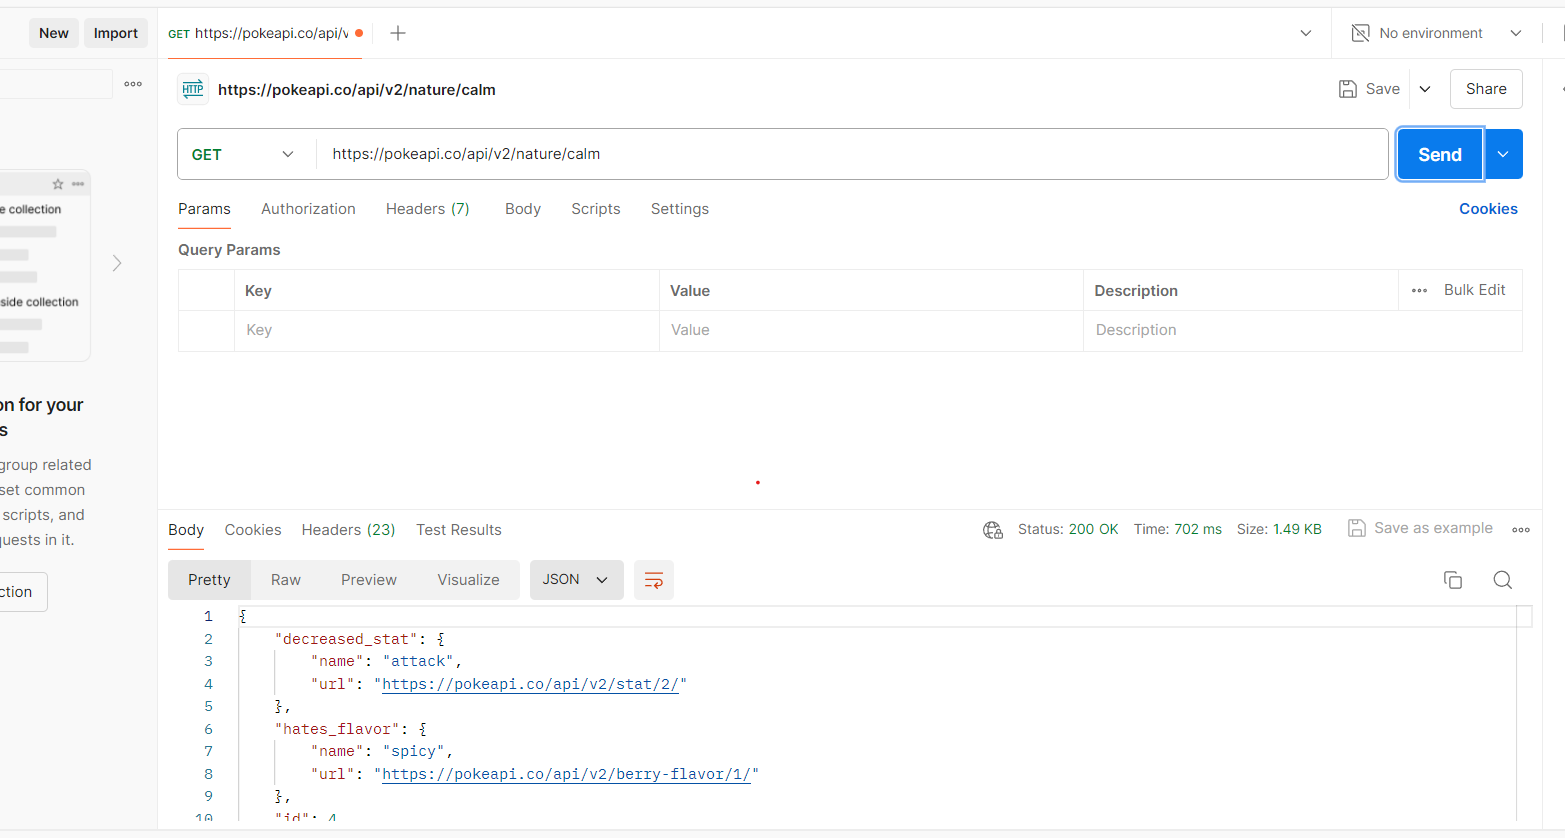 New Import
GET https://pokeapi.co/api/v
No environment
HTTP https://pokeapi.co/api/v2/nature/calm
Save
Share
GET https://pokeapi.co/api/v2/nature/calm
Send
Params Authorization Headers (7) Body Scripts Settings
Cookies
Query Params
Key Value Description Bulk Edit
Key Value Description
e collection
side collection
on for your
s
group related
set common
scripts, and
quests in it.
ction
Body Cookies Headers (23) Test Results
Status: 200 OK Time: 702 ms Size: 1.49 KB Save as example
Pretty Raw Preview Visualize JSON
1 {
2 "decreased_stat": {
3 "name": "attack",
4 "url": "https://pokeapi.co/api/v2/stat/2/"
5 },
6 "hates_flavor": {
7 "name": "spicy",
8 "url": "https://pokeapi.co/api/v2/berry-flavor/1/"
9 },
10 "id": 4